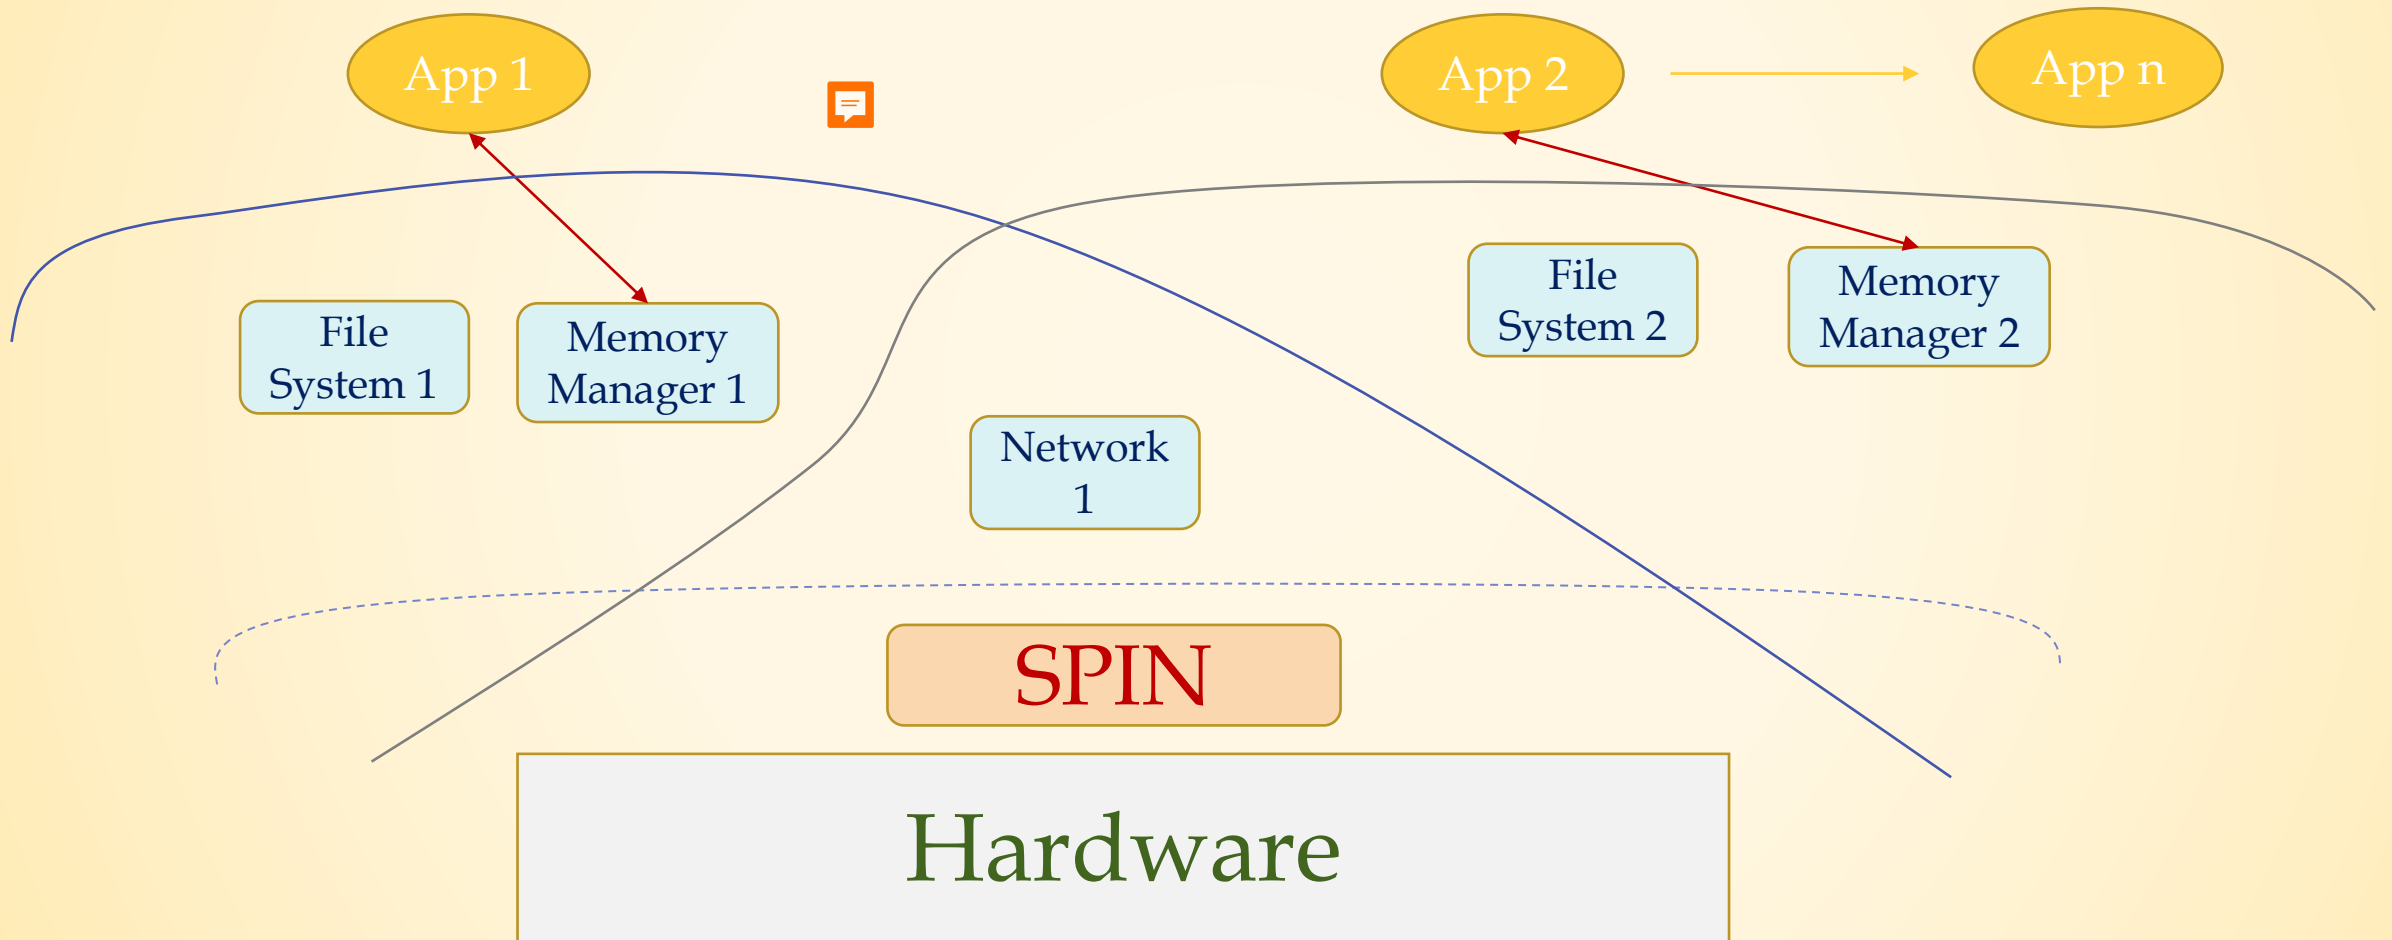 App 1
App 2
App n
File
System 1
Memory
Manager 1
File
System 2
Memory
Manager 2
Network
1
SPIN
Hardware